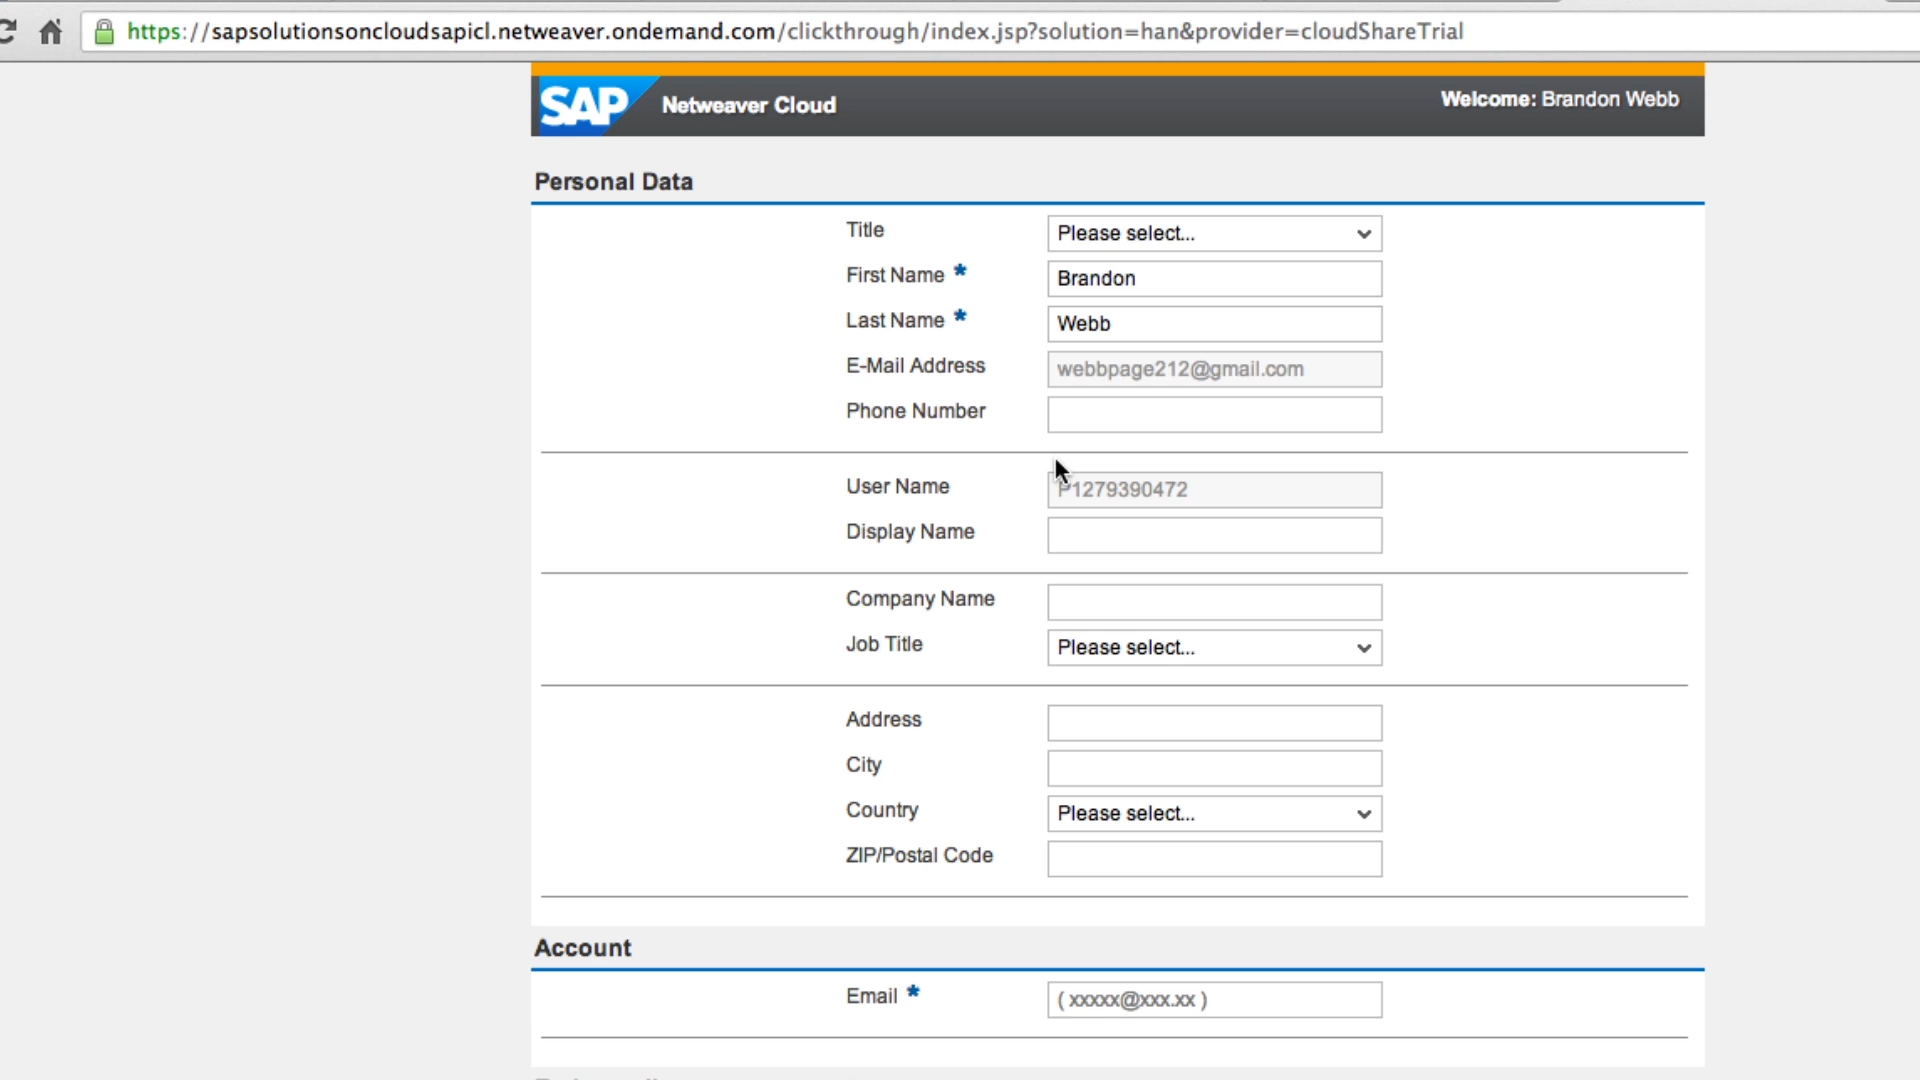 https://sapsolutionsoncloudsapicl.netweaver.ondemand.com/clickthrough/index.jsp?solution=han&provider=cloudShareTrial
SAP Netweaver Cloud Welcome: Brandon Webb
Personal Data
Title Please select...
First Name * Brandon
Last Name * Webb
E-Mail Address webbpage212@gmail.com
Phone Number
User Name P1279390472
Display Name
Company Name
Job Title Please select...
Address
City
Country Please select...
ZIP/Postal Code
Account
Email * ( xxxxx@xxx.xx )